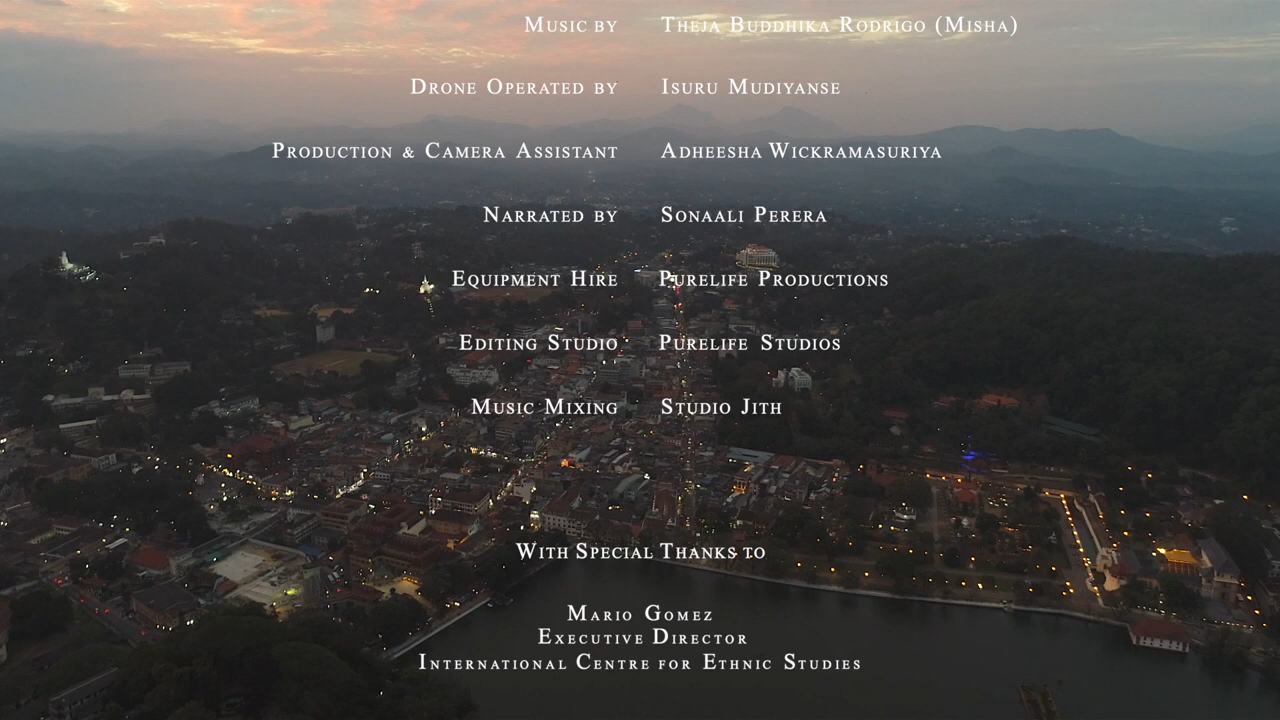 Music by Theja Buddhika Rodrigo (Misha)
Drone Operated by Isuru Mudiyanse
Production & Camera Assistant Adheesha Wickramasuriya
Narrated by Sonaali Perera
Equipment Hire Purelife Productions
Editing Studio Purelife Studios
Music Mixing Studio Jith
With Special Thanks to
Mario Gomez
Executive Director
International Centre for Ethnic Studies